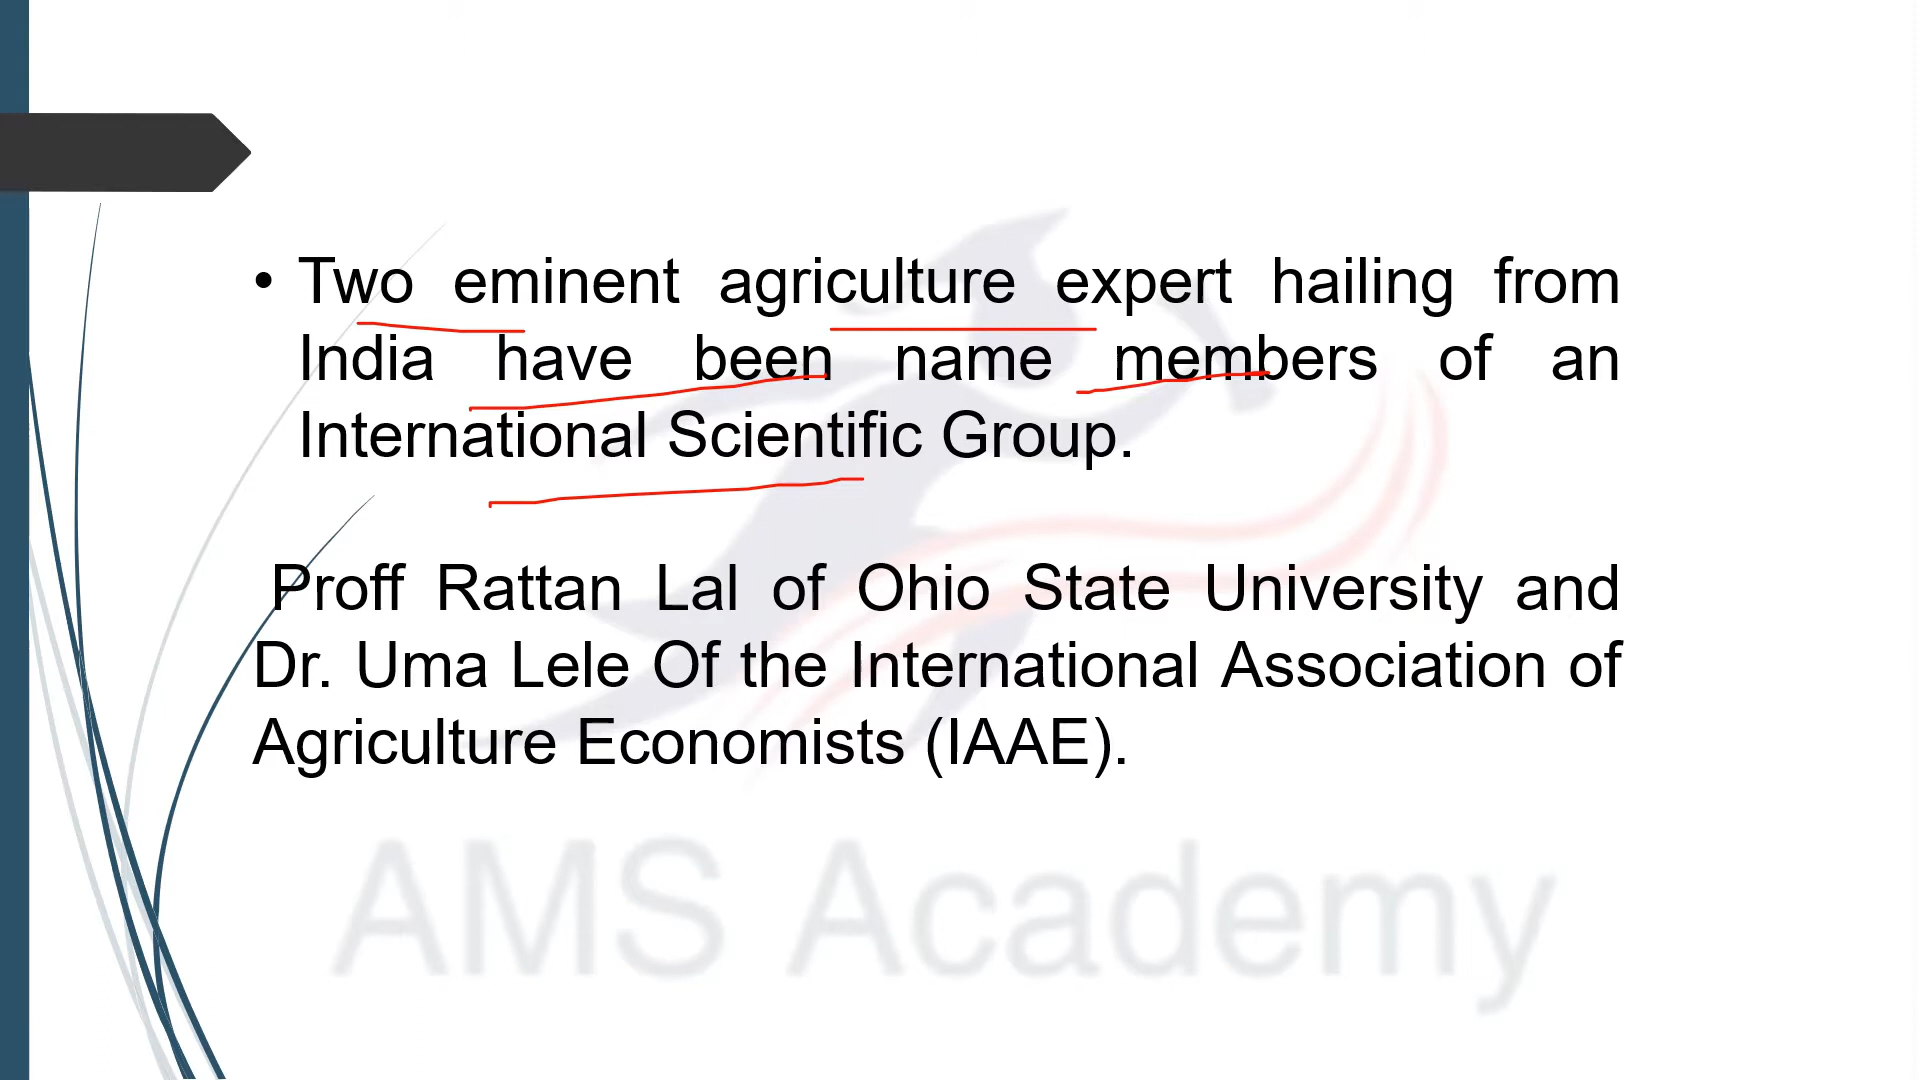 • Two eminent agriculture expert hailing from
India have been name members of an
International Scientific Group.
Proff Rattan Lal of Ohio State University and
Dr. Uma Lele Of the International Association of
Agriculture Economists (IAAE).
AMS Academy